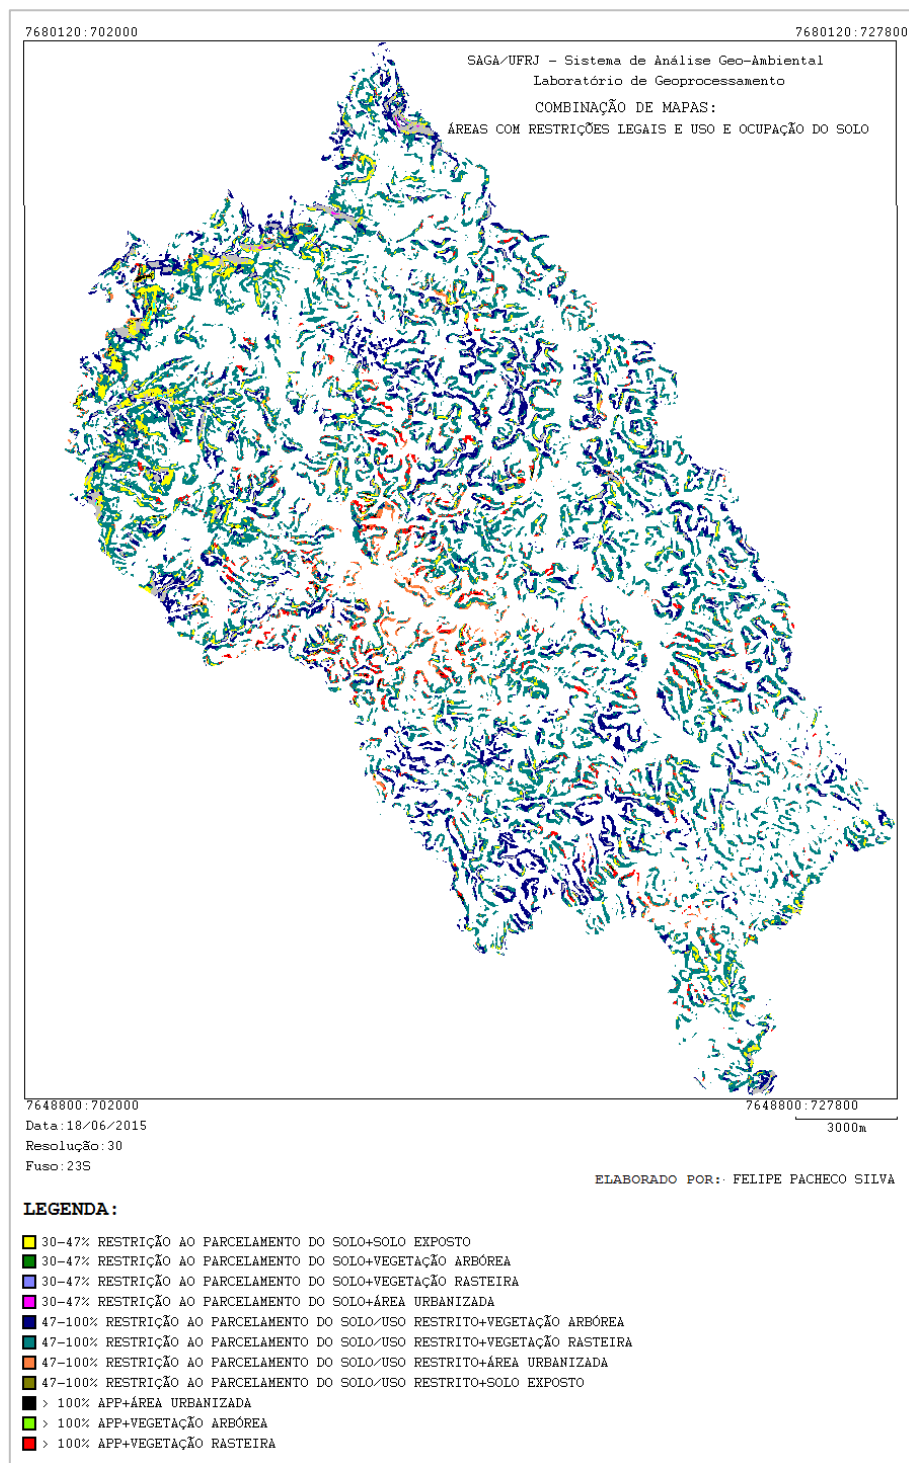 7680120:702000
7680120:727800
SAGA/UFRJ - Sistema de Análise Geo-Ambiental
Laboratório de Geoprocessamento
COMBINAÇÃO DE MAPAS:
ÁREAS COM RESTRIÇÕES LEGAIS E USO E OCUPAÇÃO DO SOLO
7648800:702000
7648800:727800
Data:18/06/2015
3000m
Resolução:30
Fuso:23S
ELABORADO POR: FELIPE PACHECO SILVA
LEGENDA:
30-47% RESTRIÇÃO AO PARCELAMENTO DO SOLO+SOLO EXPOSTO
30-47% RESTRIÇÃO AO PARCELAMENTO DO SOLO+VEGETAÇÃO ARBÓREA
30-47% RESTRIÇÃO AO PARCELAMENTO DO SOLO+VEGETAÇÃO RASTEIRA
30-47% RESTRIÇÃO AO PARCELAMENTO DO SOLO+ÁREA URBANIZADA
47-100% RESTRIÇÃO AO PARCELAMENTO DO SOLO/USO RESTRITO+VEGETAÇÃO ARBÓREA
47-100% RESTRIÇÃO AO PARCELAMENTO DO SOLO/USO RESTRITO+VEGETAÇÃO RASTEIRA
47-100% RESTRIÇÃO AO PARCELAMENTO DO SOLO/USO RESTRITO+ÁREA URBANIZADA
47-100% RESTRIÇÃO AO PARCELAMENTO DO SOLO/USO RESTRITO+SOLO EXPOSTO
> 100% APP+ÁREA URBANIZADA
> 100% APP+VEGETAÇÃO ARBÓREA
> 100% APP+VEGETAÇÃO RASTEIRA